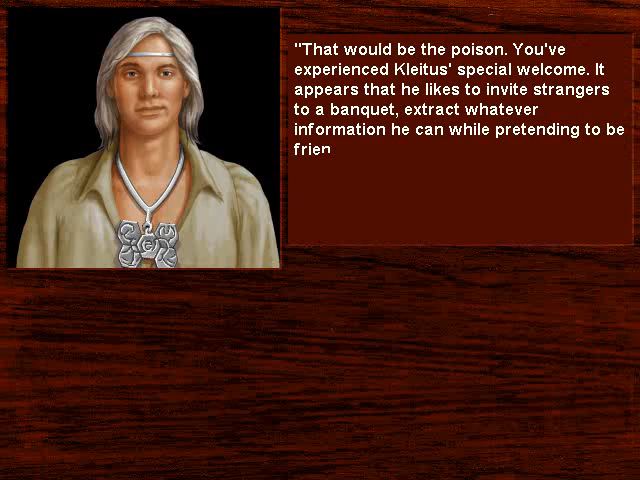 "That would be the poison. You've
experienced Kleitus' special welcome. It
appears that he likes to invite strangers
to a banquet, extract whatever
information he can while pretending to be
frien